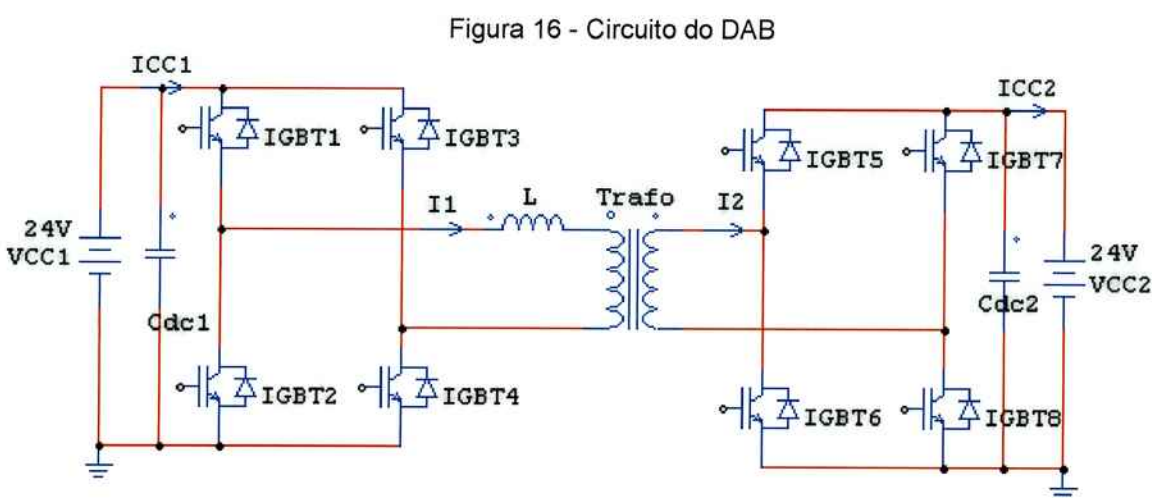 Figura 16 - Circuito do DAB
ICC1
ICC2
IGBT1
IGBT3
IGBT5
IGBT7
I1
L
Trafo
I2
24V
VCC1
24V
VCC2
Cdc1
Cdc2
IGBT2
IGBT4
IGBT6
IGBT8